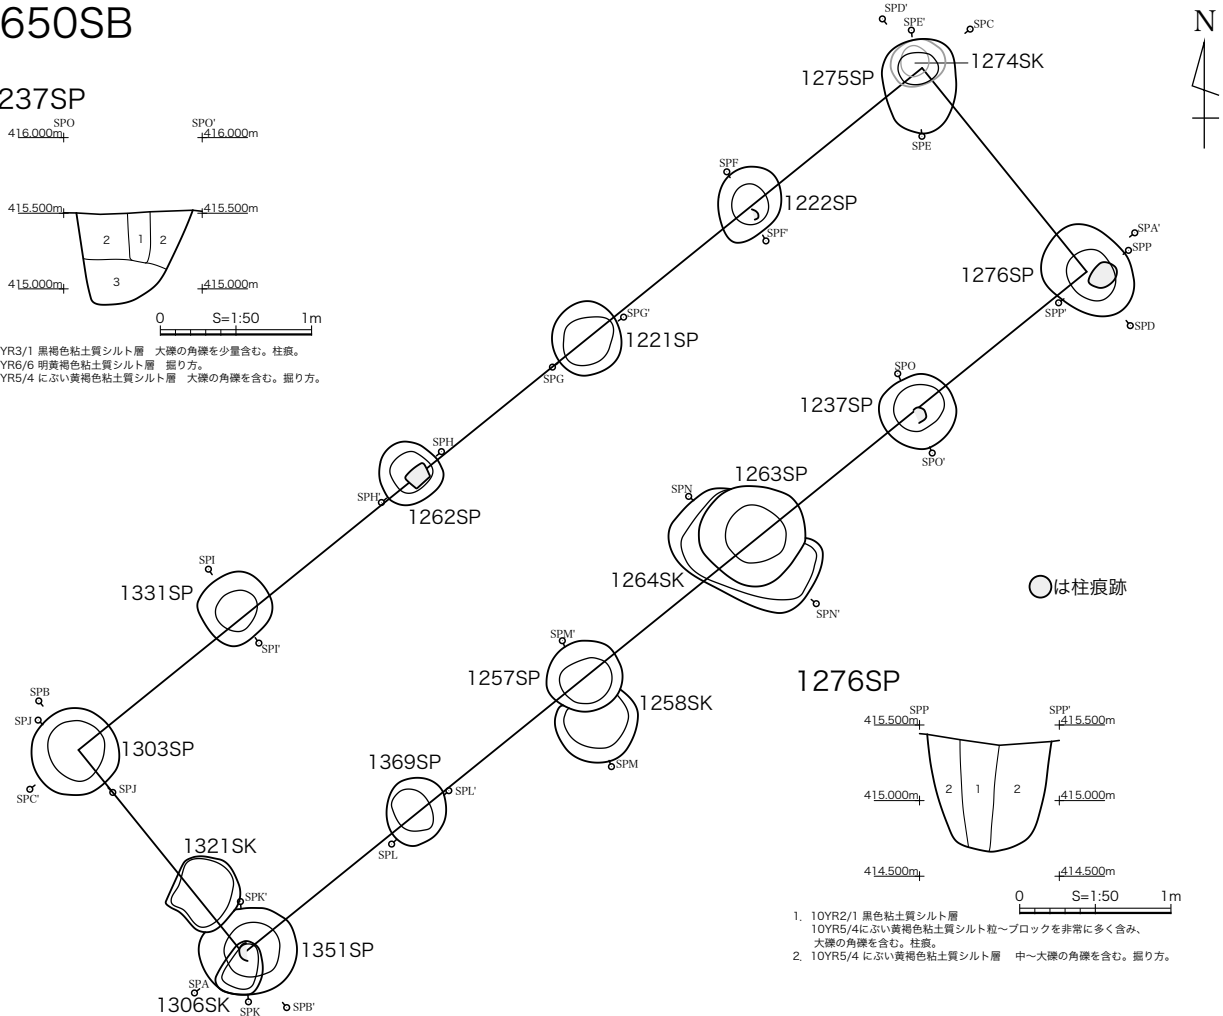 650SB
237SP
SPO
SPO'
416.000m
416.000m
415.500m
415.500m
2
1
2
3
415.000m
415.000m
0
S=1:50
1m
YR3/1 黒褐色粘土質シルト層　大礫の角礫を少量含む。柱痕。
YR6/6 明黄褐色粘土質シルト層　掘り方。
YR5/4 にぶい黄褐色粘土質シルト層　大礫の角礫を含む。掘り方。
SPD'
SPE'
SPC
N
1274SK
1275SP
SPE
SPF
1222SP
SPF'
SPA'
SPP
1276SP
SPP'
SPD
SPG'
1221SP
SPG
SPO
1237SP
SPO'
SPH
SPH'
1262SP
1263SP
SPN
1264SK
SPN'
SPI
1331SP
SPI'
は柱痕跡
SPM'
1257SP
1258SK
SPM
SPB
SPJ
1303SP
SPC'
SPJ
1369SP
SPL'
SPL
1321SK
SPK'
1351SP
SPA
1306SK
SPK
SPB'
1276SP
SPP
SPP'
415.500m
415.500m
2
1
2
415.000m
415.000m
414.500m
414.500m
0
S=1:50
1m
1. 10YR2/1 黒色粘土質シルト層
10YR5/4にぶい黄褐色粘土質シルト粒～ブロックを非常に多く含み、
大礫の角礫を含む。柱痕。
2. 10YR5/4 にぶい黄褐色粘土質シルト層　中～大礫の角礫を含む。掘り方。